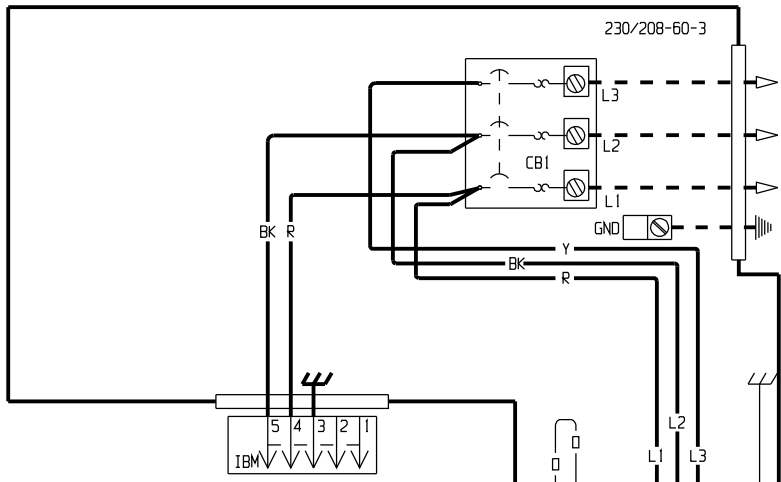 230/208-60-3
L3
L2
CB1
L1
GND
BK R
Y
BK
R
5 4 3 2 1
IBM
L2
L1 L3